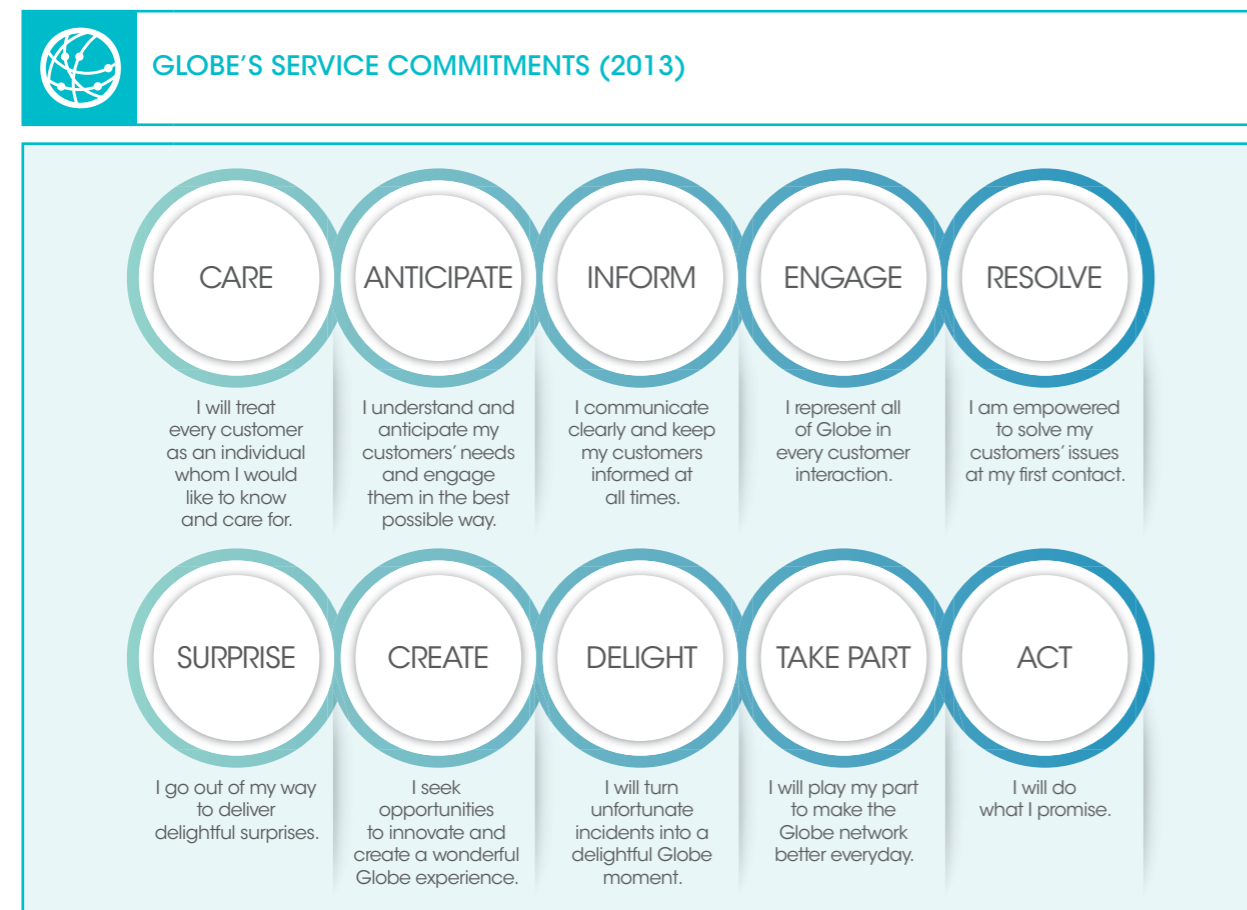 GLOBE’S SERVICE COMMITMENTS (2013)
CARE
I will treat
every customer
as an individual
whom I would
like to know
and care for.
ANTICIPATE
I understand and
anticipate my
customers’ needs
and engage
them in the best
possible way.
INFORM
I communicate
clearly and keep
my customers
informed at
all times.
ENGAGE
I represent all
of Globe in
every customer
interaction.
RESOLVE
I am empowered
to solve my
customers’ issues
at my first contact.
SURPRISE
I go out of my way
to deliver
delightful surprises.
CREATE
I seek
opportunities
to innovate and
create a wonderful
Globe experience.
DELIGHT
I will turn
unfortunate
incidents into a
delightful Globe
moment.
TAKE PART
I will play my part
to make the
Globe network
better everyday.
ACT
I will do
what I promise.